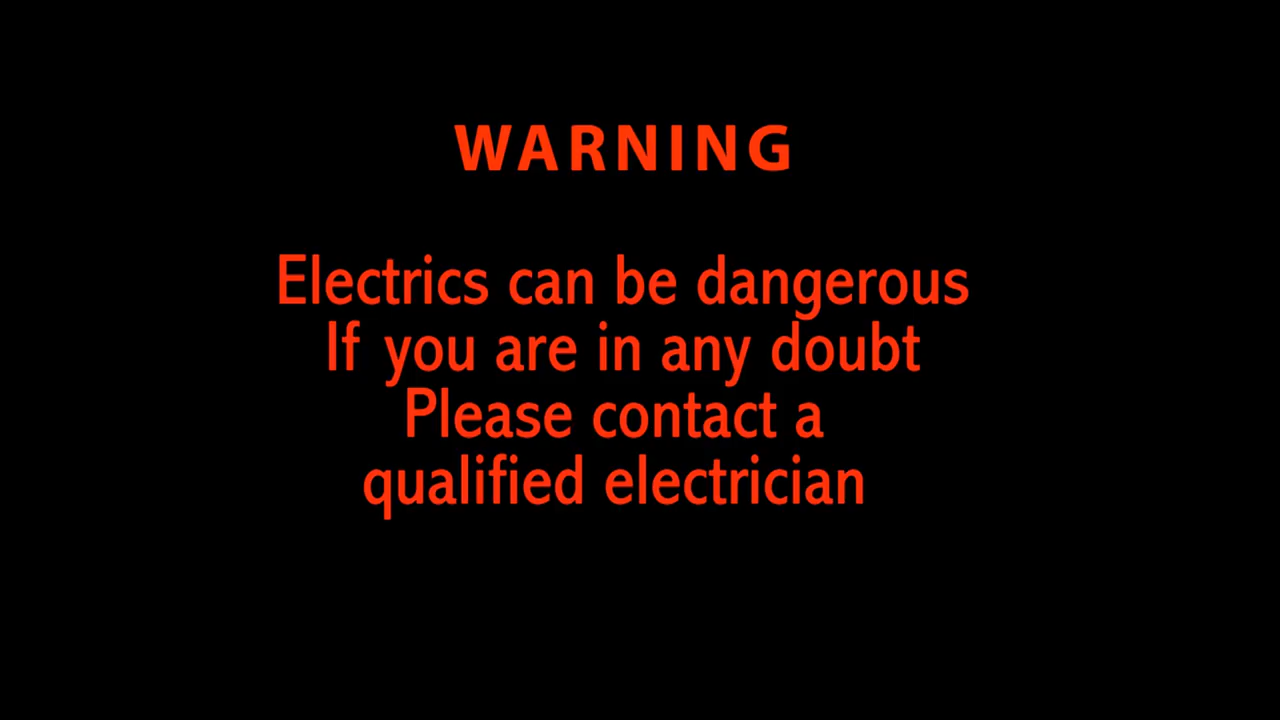 WARNING
Electrics can be dangerous
If you are in any doubt
Please contact a
qualified electrician